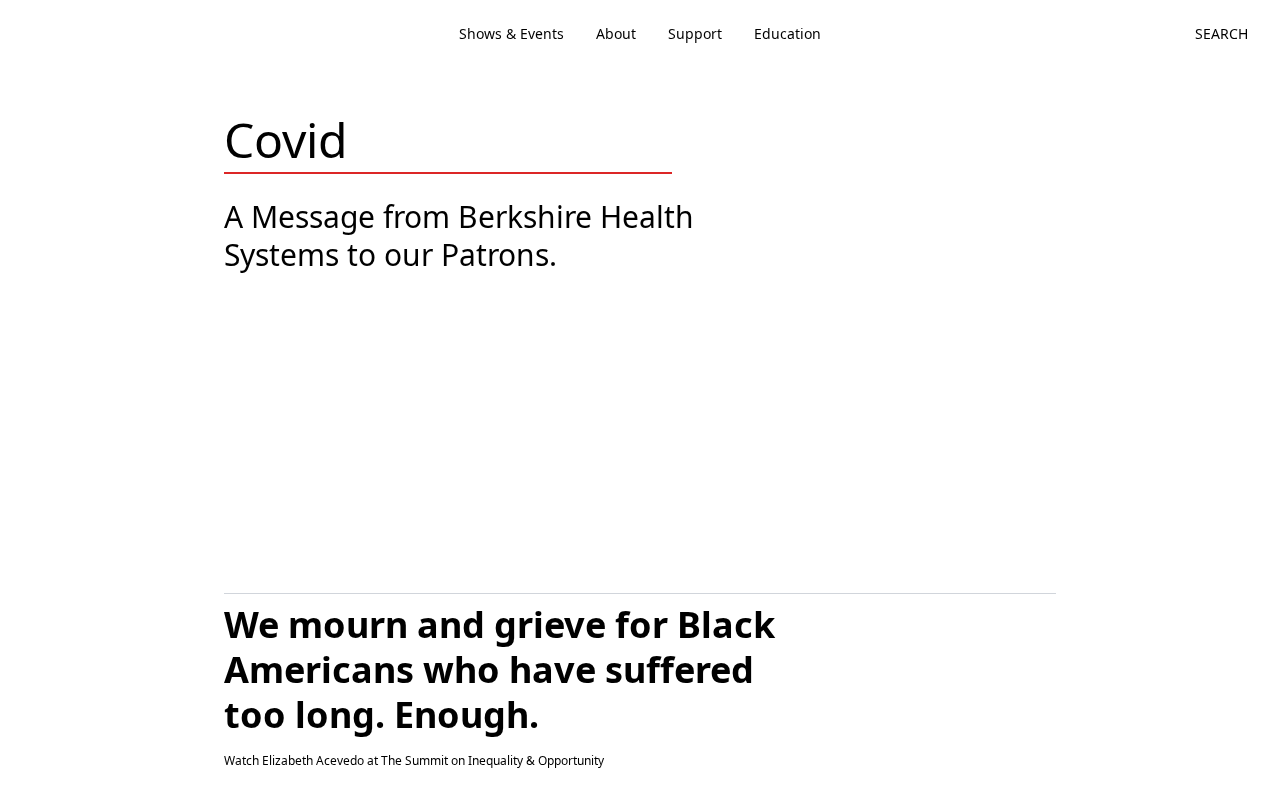 Shows & Events About Support Education SEARCH
Covid
A Message from Berkshire Health
Systems to our Patrons.
We mourn and grieve for Black
Americans who have suffered
too long. Enough.
Watch Elizabeth Acevedo at The Summit on Inequality & Opportunity